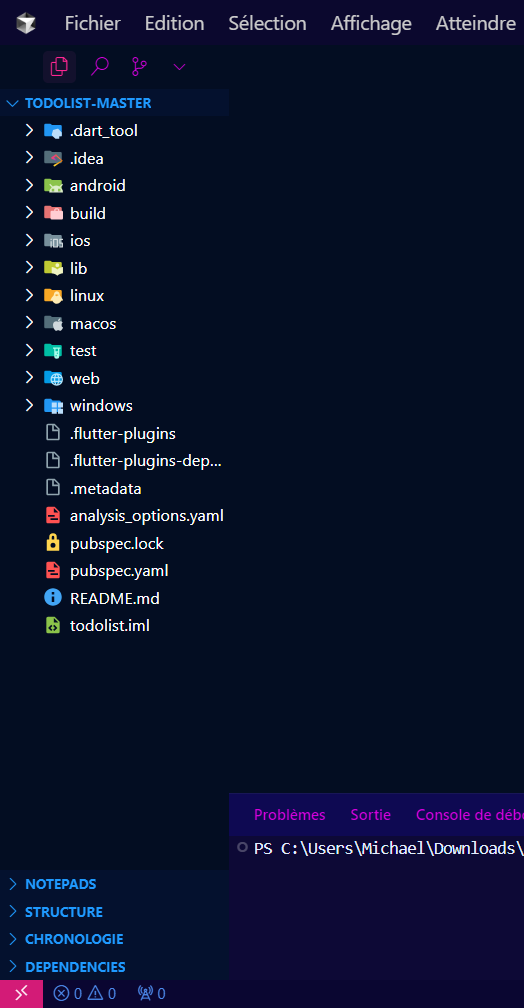 Fichier Edition Sélection Affichage Atteindre
TODOLIST-MASTER
.dart_tool
.idea
android
build
ios
lib
linux
macos
test
web
windows
.flutter-plugins
.flutter-plugins-dep...
.metadata
analysis_options.yaml
pubspec.lock
pubspec.yaml
README.md
todolist.iml
Problèmes Sortie Console de débo
PS C:\Users\Michael\Downloads\
NOTEPADS
STRUCTURE
CHRONOLOGIE
DEPENDENCIES
0 0 0